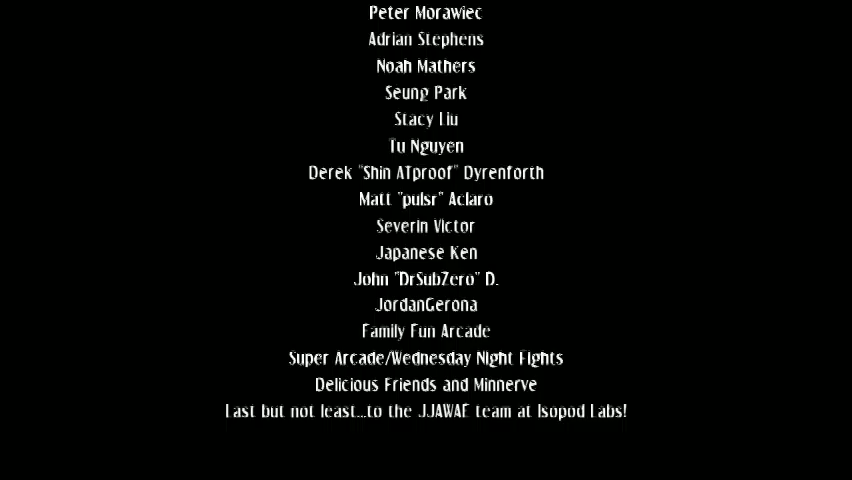 Peter Morawiec
Adrian Stephens
Noah Mathers
Seung Park
Stacy Liu
Tu Nguyen
Derek "Shin ATproof" Dyrenforth
Matt "pulsr" Aclaro
Severin Victor
Japanese Ken
John "DrSubZero" D.
JordanGerona
Family Fun Arcade
Super Arcade/Wednesday Night Fights
Delicious Friends and Minnerve
Last but not least...to the JJAWAE team at Isopod Labs!